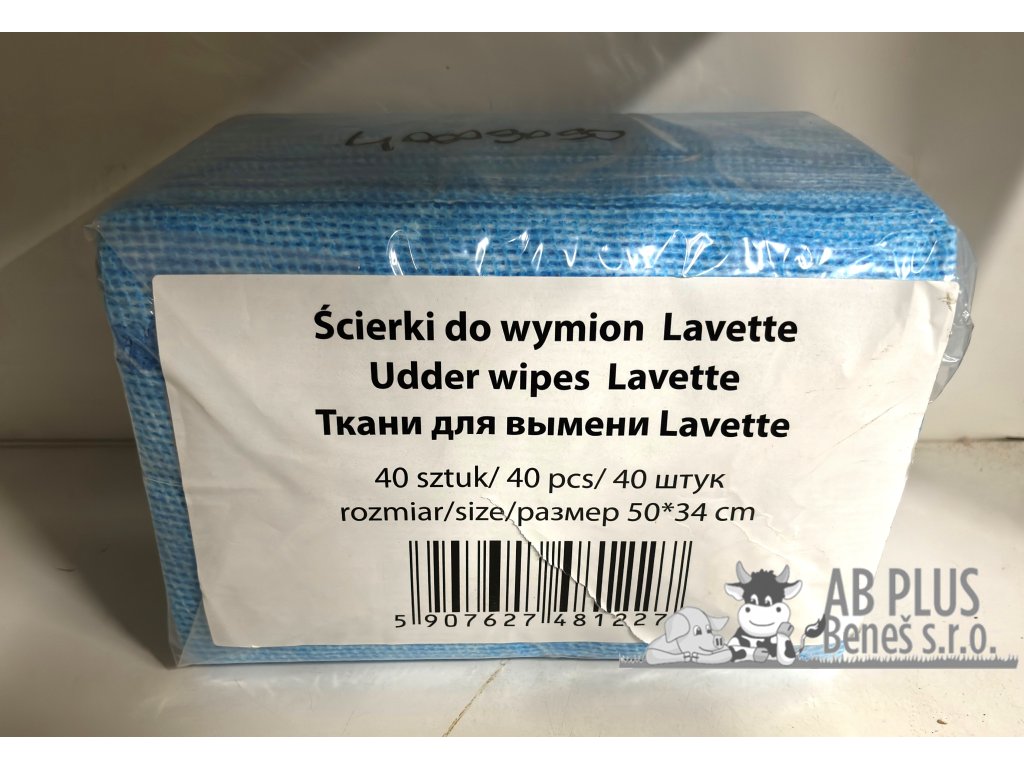 Ścierki do wymion Lavette
Udder wipes Lavette
Ткани для вымени Lavette
40 sztuk/ 40 pcs/ 40 штук
rozmiar/size/размер 50*34 cm
5 907627 481227
AB PLUS
Beneš s.r.o.